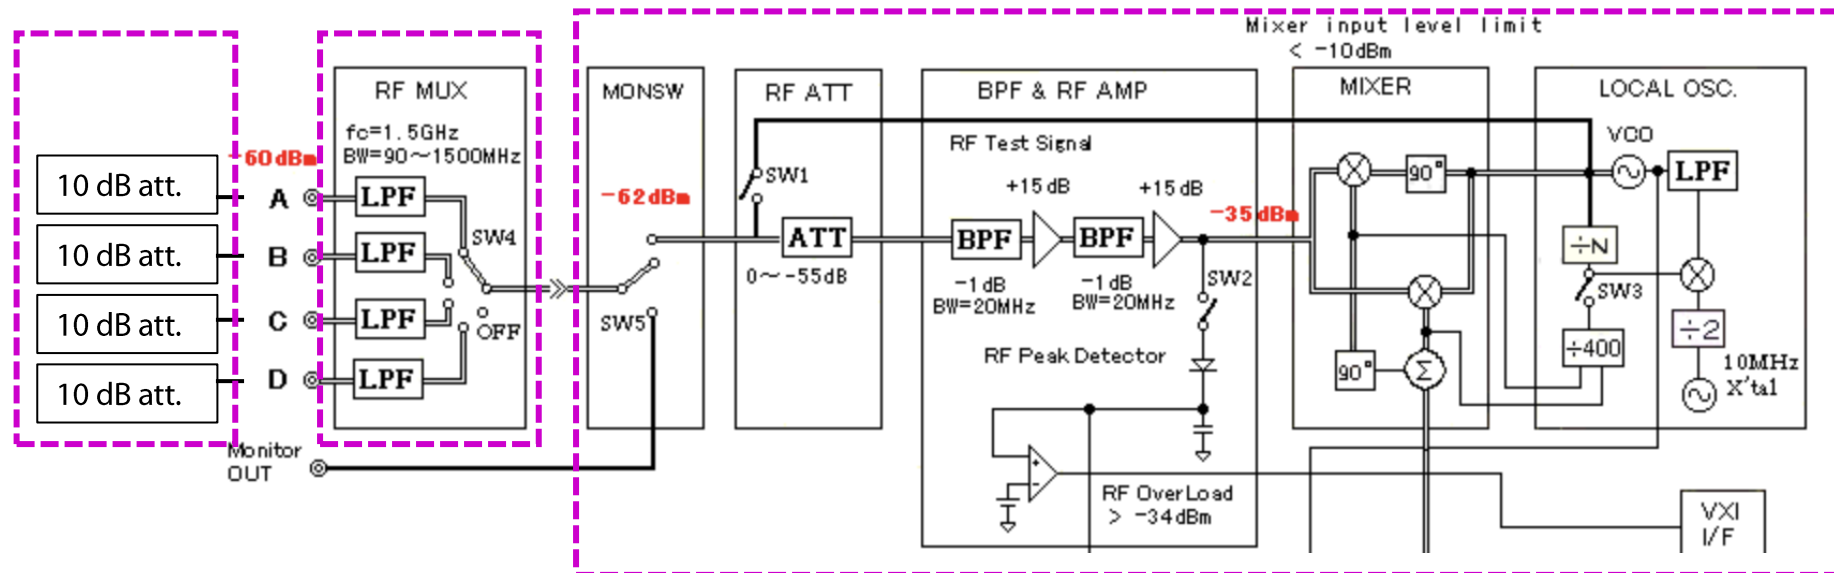 Mixer input level limit
< -10dBm
10 dB att.
10 dB att.
10 dB att.
10 dB att.
-60dBm
A
B
C
D
Monitor
OUT
RF MUX
fc=1.5GHz
BW=90～1500MHz
LPF
LPF
LPF
LPF
SW4
OFF
MONSW
-62dBm
SW5
RF ATT
SW1
ATT
0～-55dB
BPF & RF AMP
RF Test Signal
+15dB
+15dB
-35dBm
BPF
BPF
-1dB
BW=20MHz
-1dB
BW=20MHz
SW2
RF Peak Detector
+
-
RF OverLoad
> -34dBm
MIXER
90°
90°
Σ
LOCAL OSC.
VCO
LPF
÷N
SW3
÷2
÷400
10MHz
X'tal
VXI
I/F